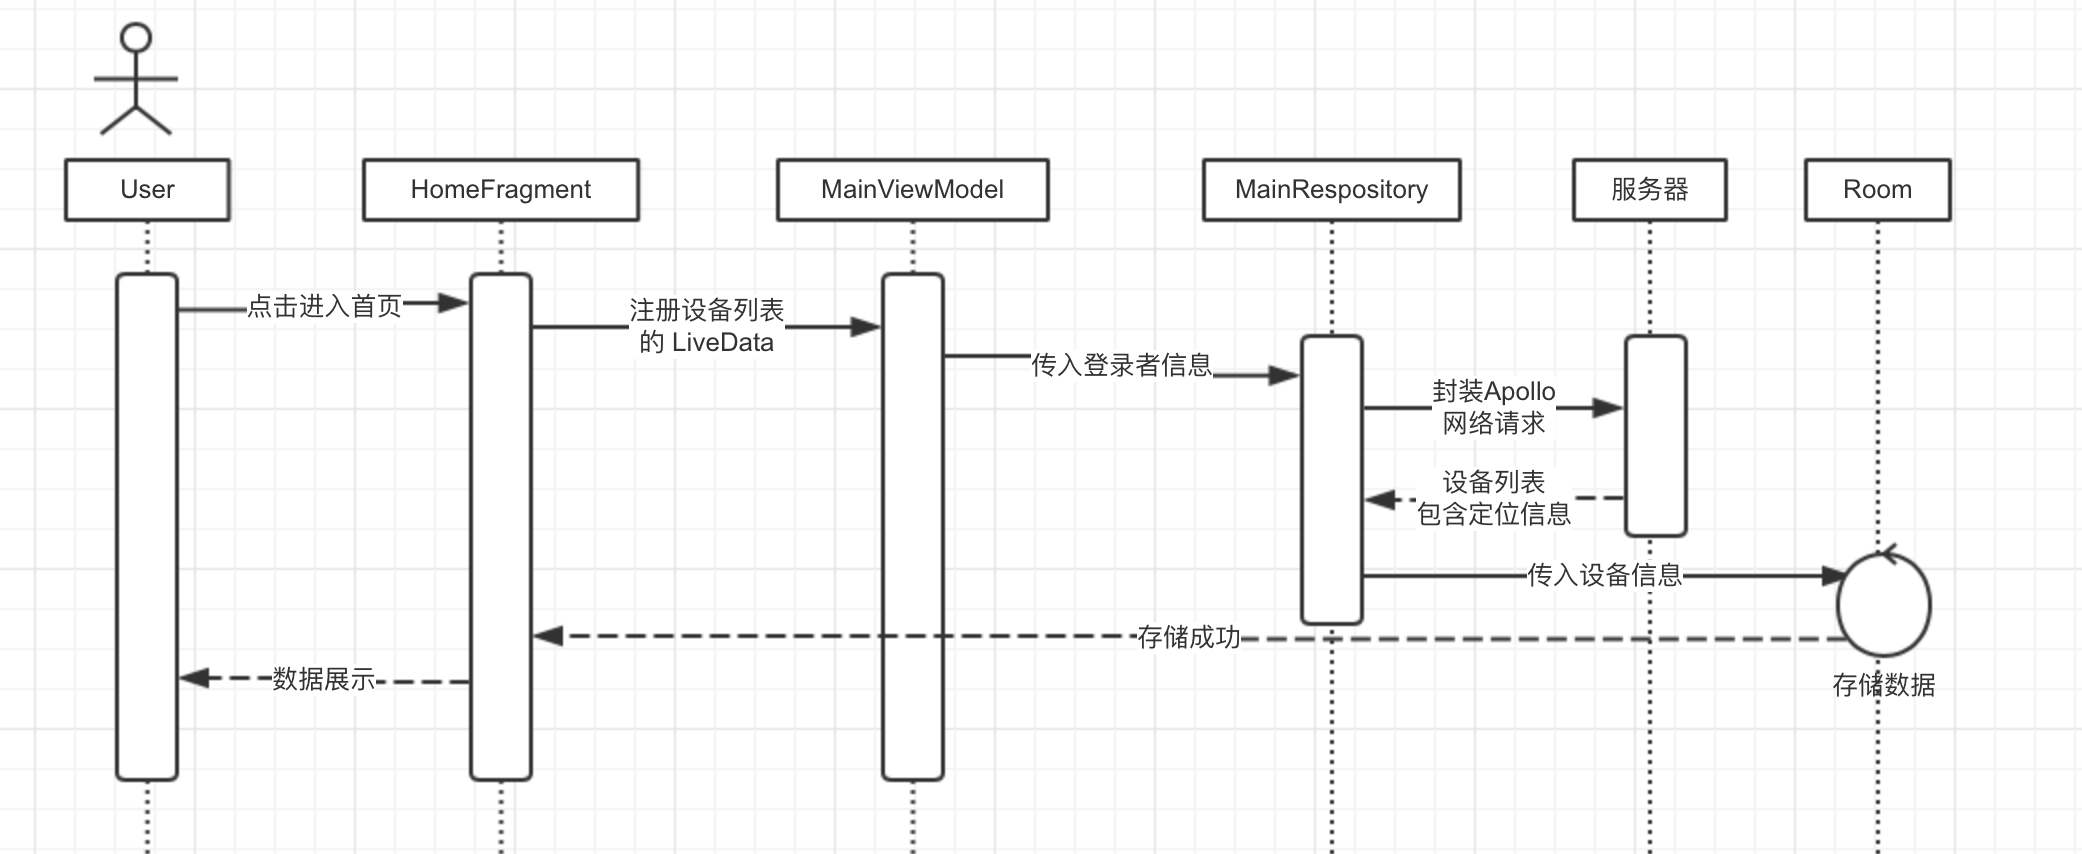 User
HomeFragment
MainViewModel
MainRespository
服务器
Room
点击进入首页
注册设备列表
的 LiveData
传入登录者信息
封装Apollo
网络请求
设备列表
包含定位信息
传入设备信息
存储成功
数据展示
存储数据